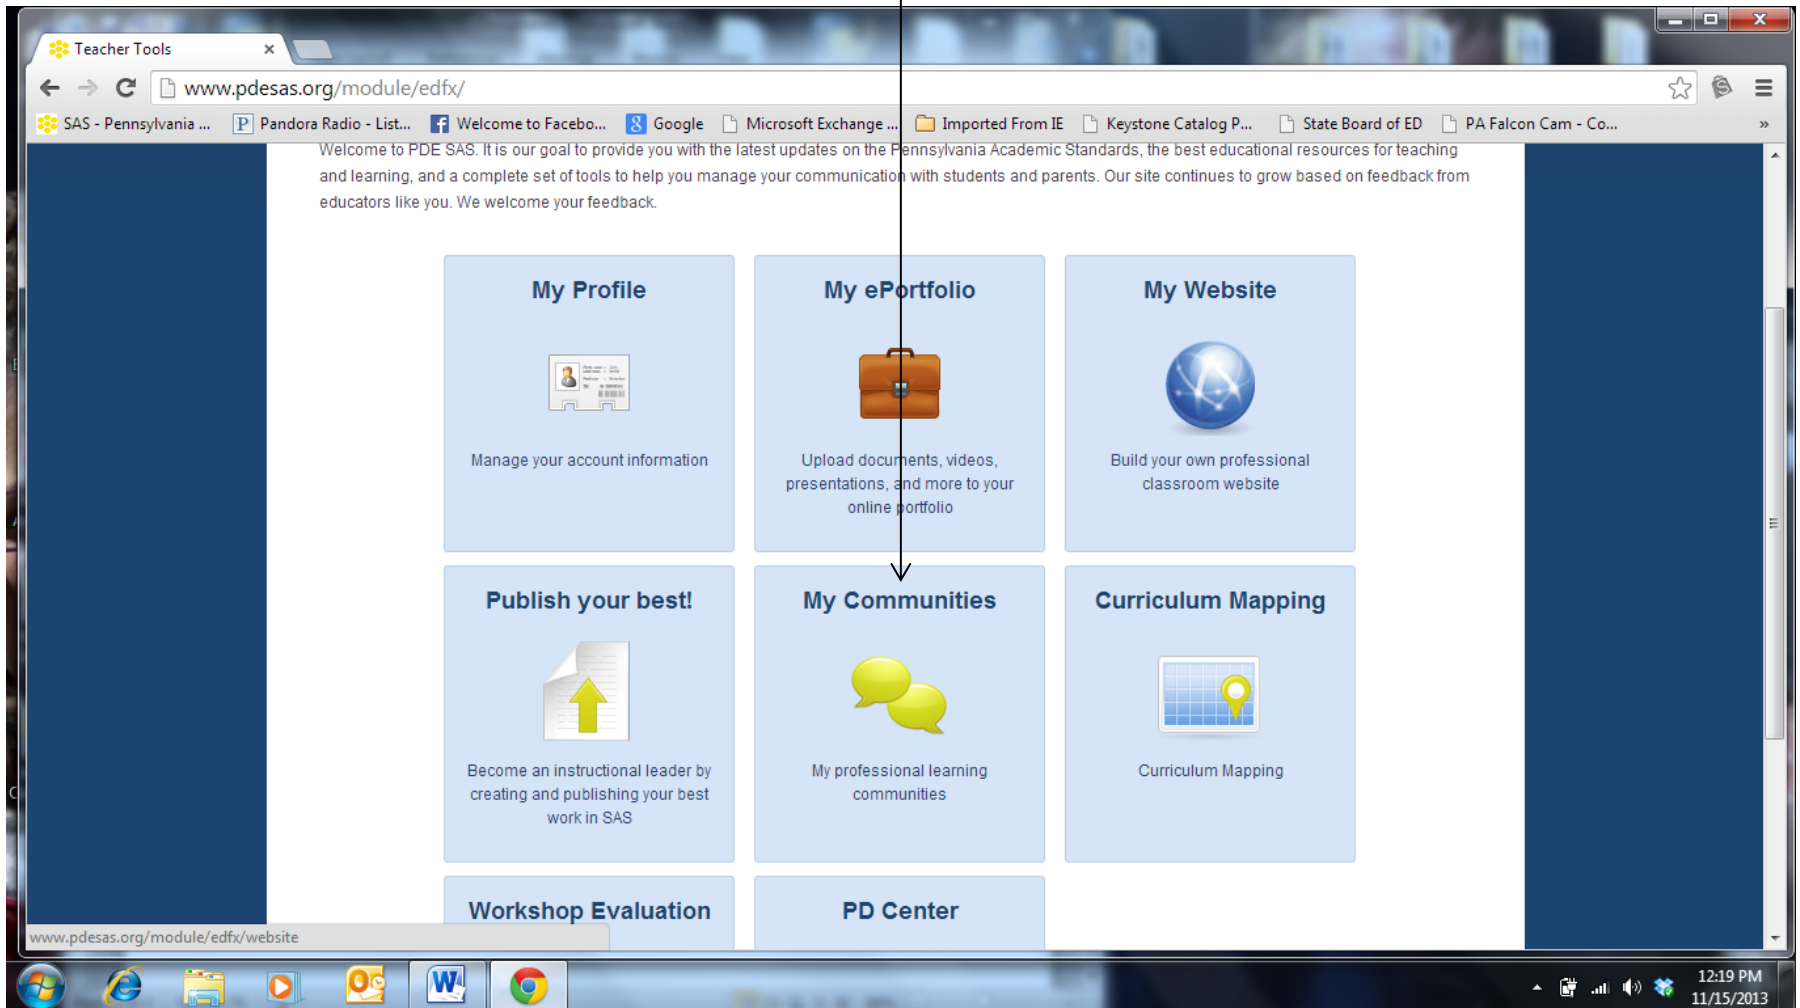 Teacher Tools
www.pdesas.org/module/edfx/
SAS - Pennsylvania ...
Pandora Radio - List...
Welcome to Facebo...
Google
Microsoft Exchange ...
Imported From IE
Keystone Catalog P...
State Board of ED
PA Falcon Cam - Co...
»
Welcome to PDE SAS. It is our goal to provide you with the latest updates on the Pennsylvania Academic Standards, the best educational resources for teaching
and learning, and a complete set of tools to help you manage your communication with students and parents. Our site continues to grow based on feedback from
educators like you. We welcome your feedback.
My Profile
Manage your account information
My ePortfolio
Upload documents, videos,
presentations, and more to your
online portfolio
My Website
Build your own professional
classroom website
Publish your best!
Become an instructional leader by
creating and publishing your best
work in SAS
My Communities
My professional learning
communities
Curriculum Mapping
Curriculum Mapping
Workshop Evaluation
PD Center
www.pdesas.org/module/edfx/website
12:19 PM
11/15/2013